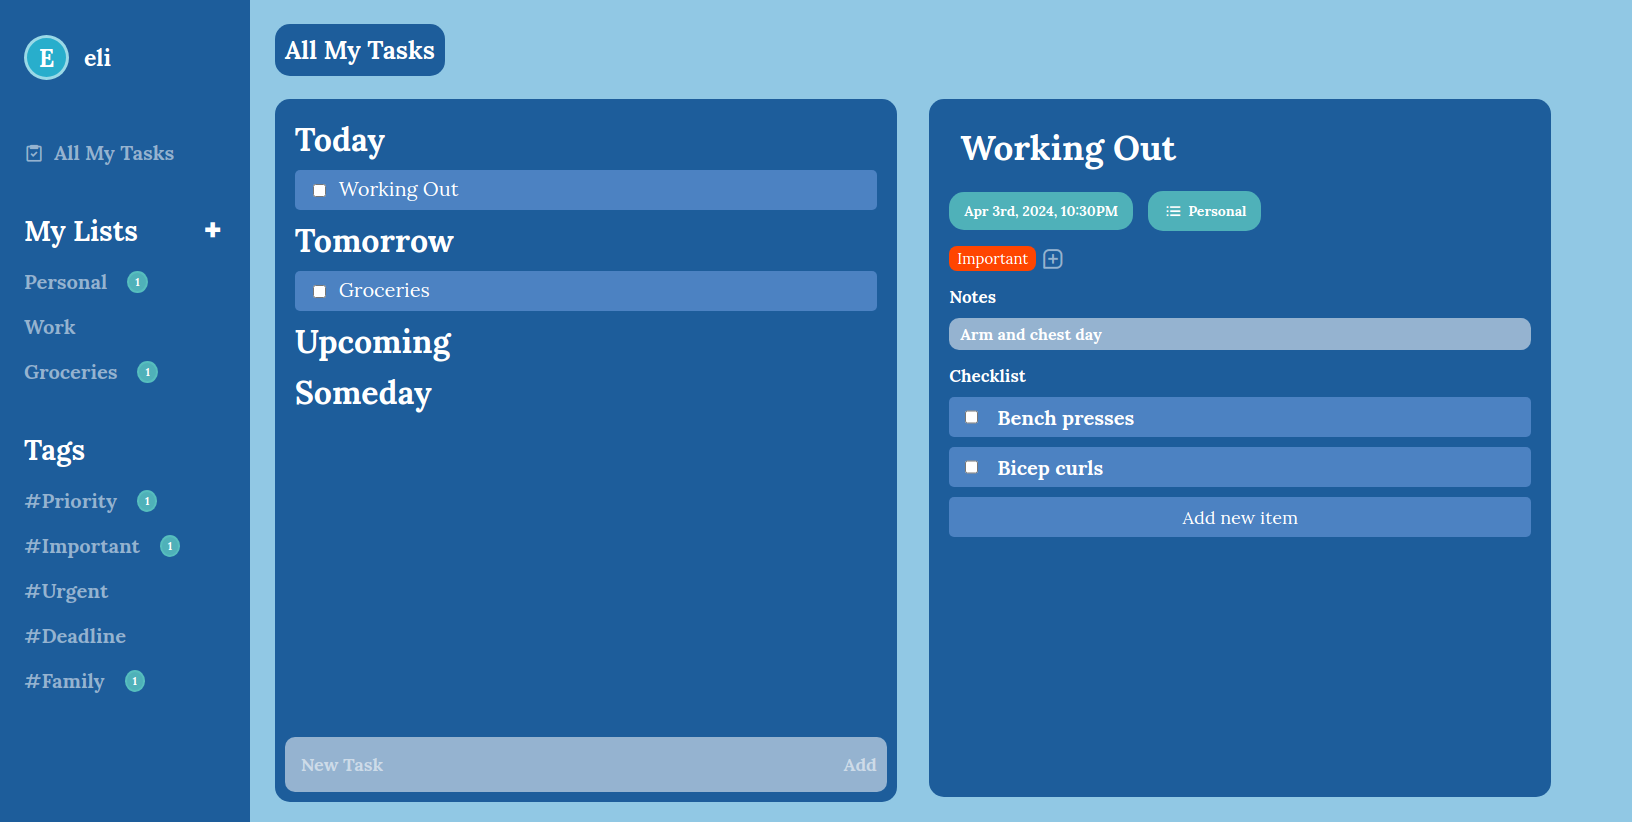 E eli
All My Tasks
My Lists
Personal 1
Work
Groceries 1
Tags
#Priority 1
#Important 1
#Urgent
#Deadline
#Family 1
All My Tasks
Today
Working Out
Tomorrow
Groceries
Upcoming
Someday
New Task Add
Working Out
Apr 3rd, 2024, 10:30PM Personal
Important
Notes
Arm and chest day
Checklist
Bench presses
Bicep curls
Add new item